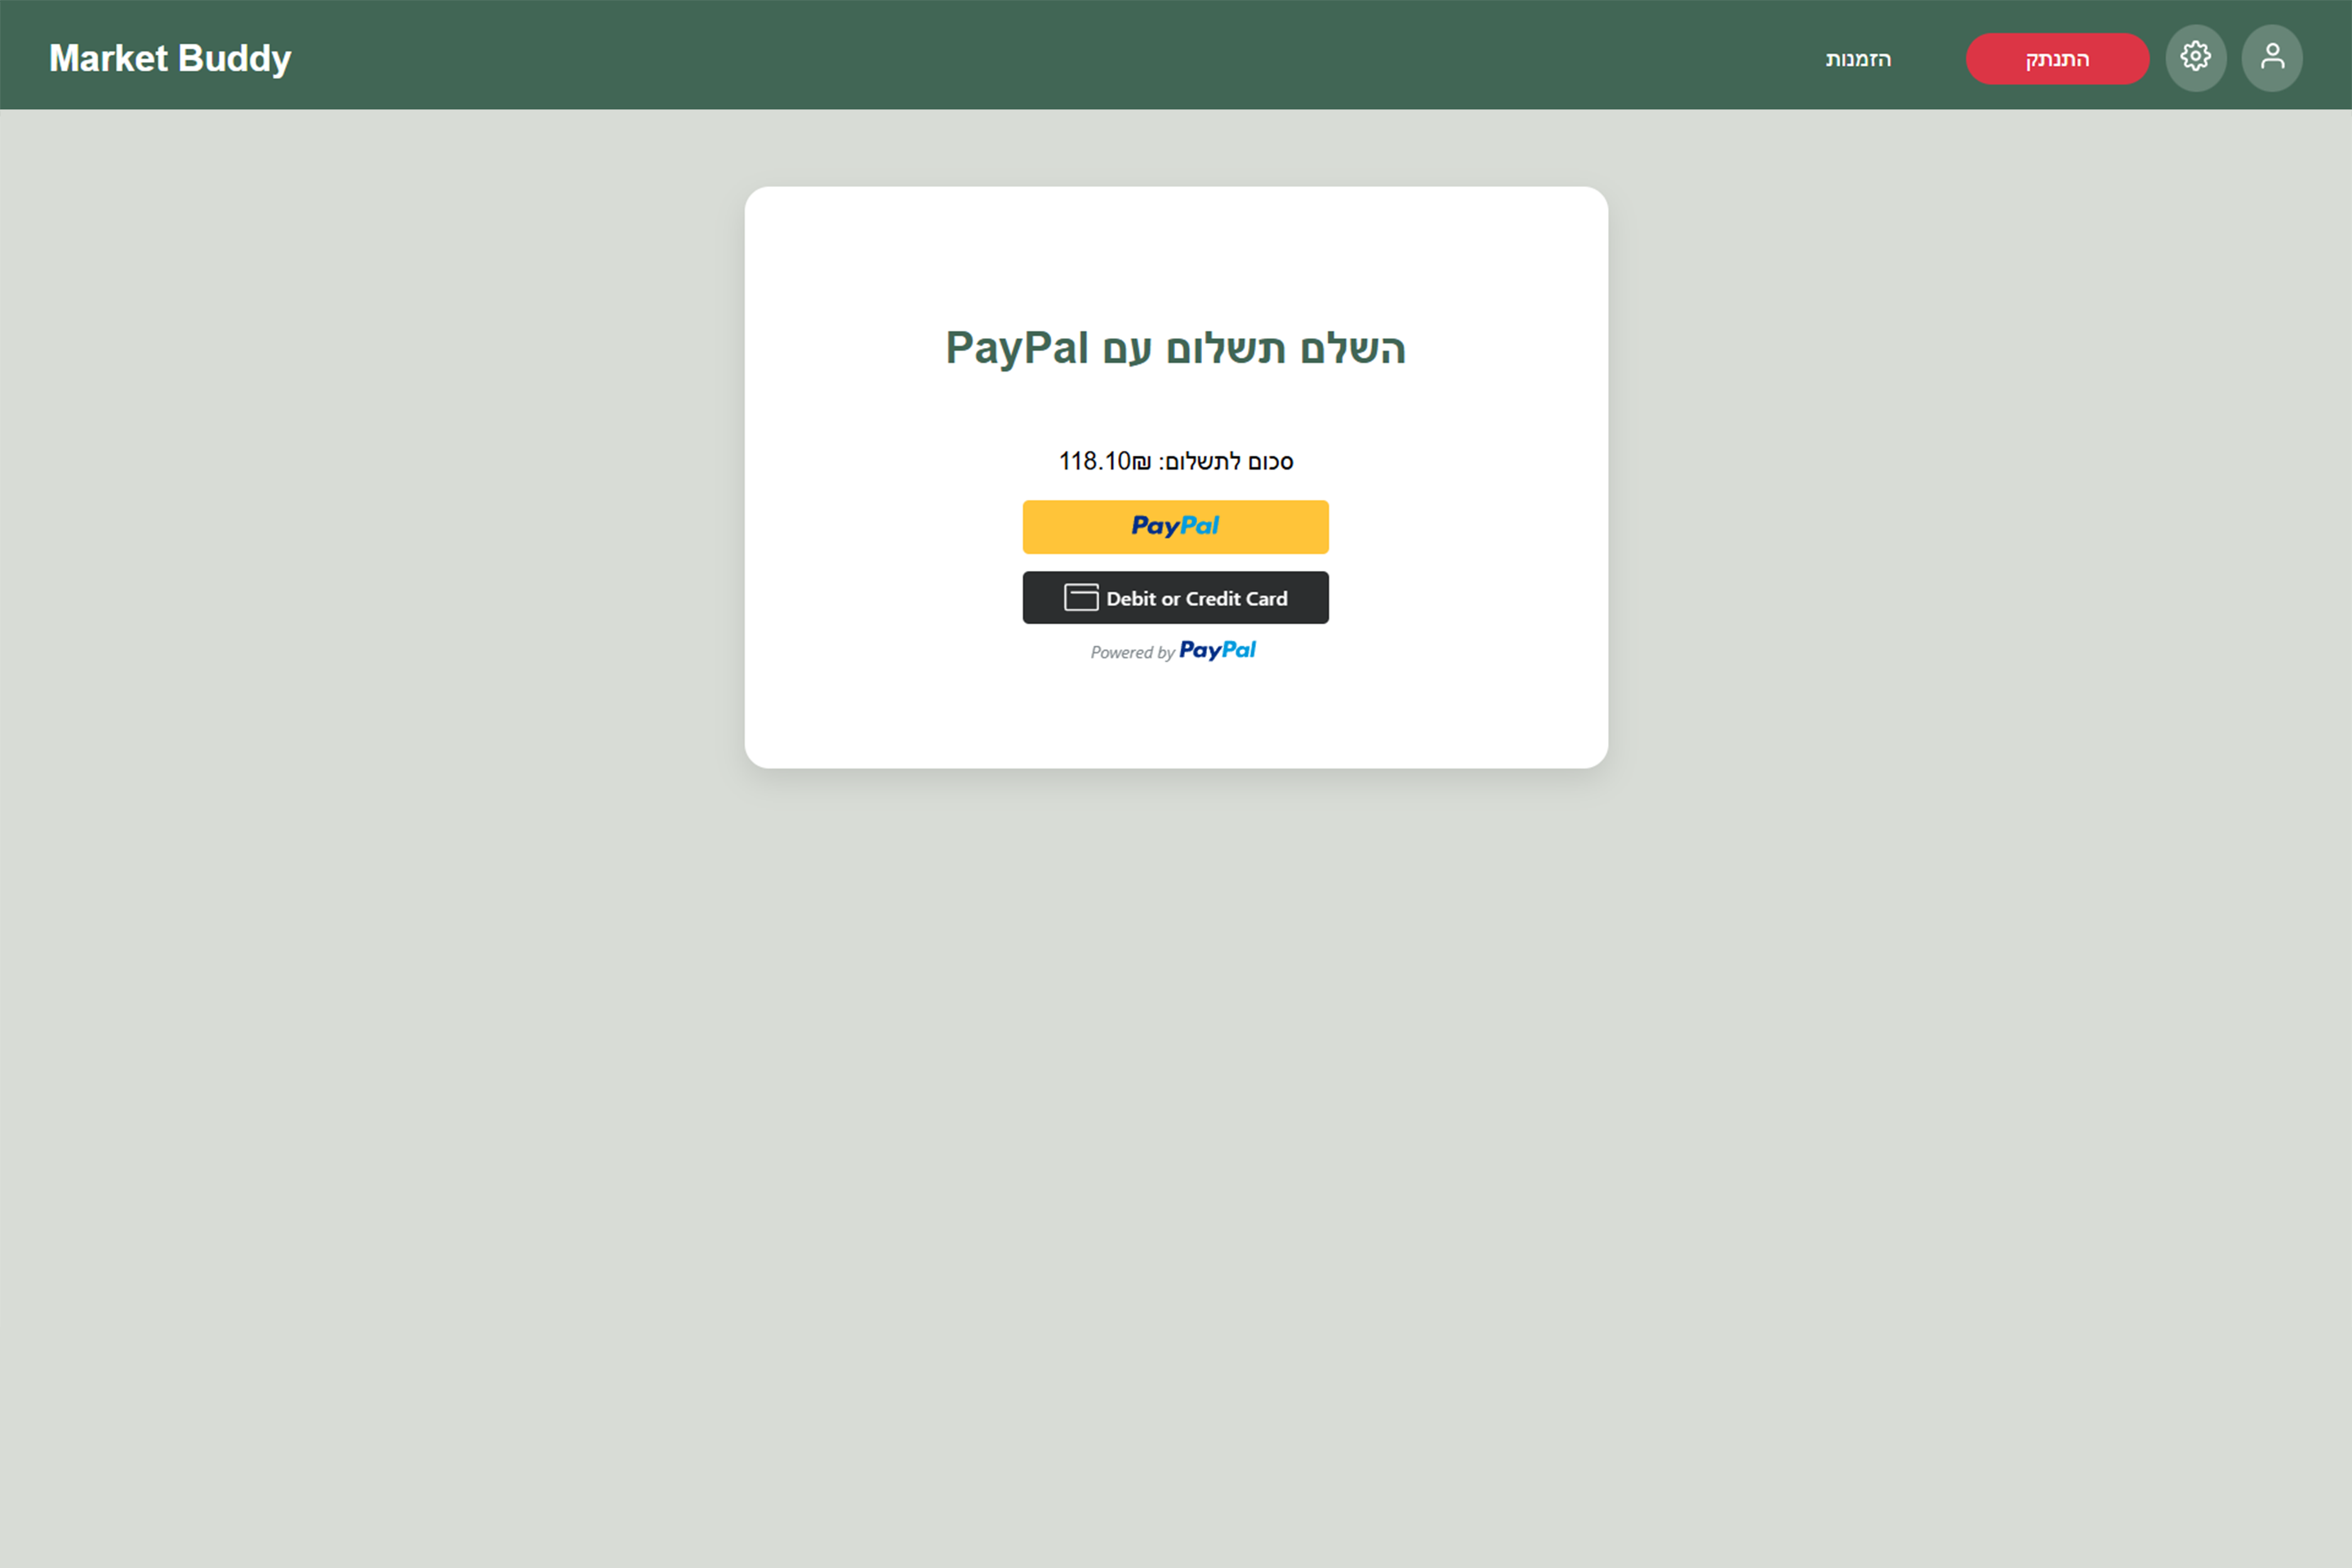 Market Buddy
הזמנות
התנתק
השלם תשלום עם PayPal
סכום לתשלום: ₪118.10
PayPal
Debit or Credit Card
Powered by PayPal